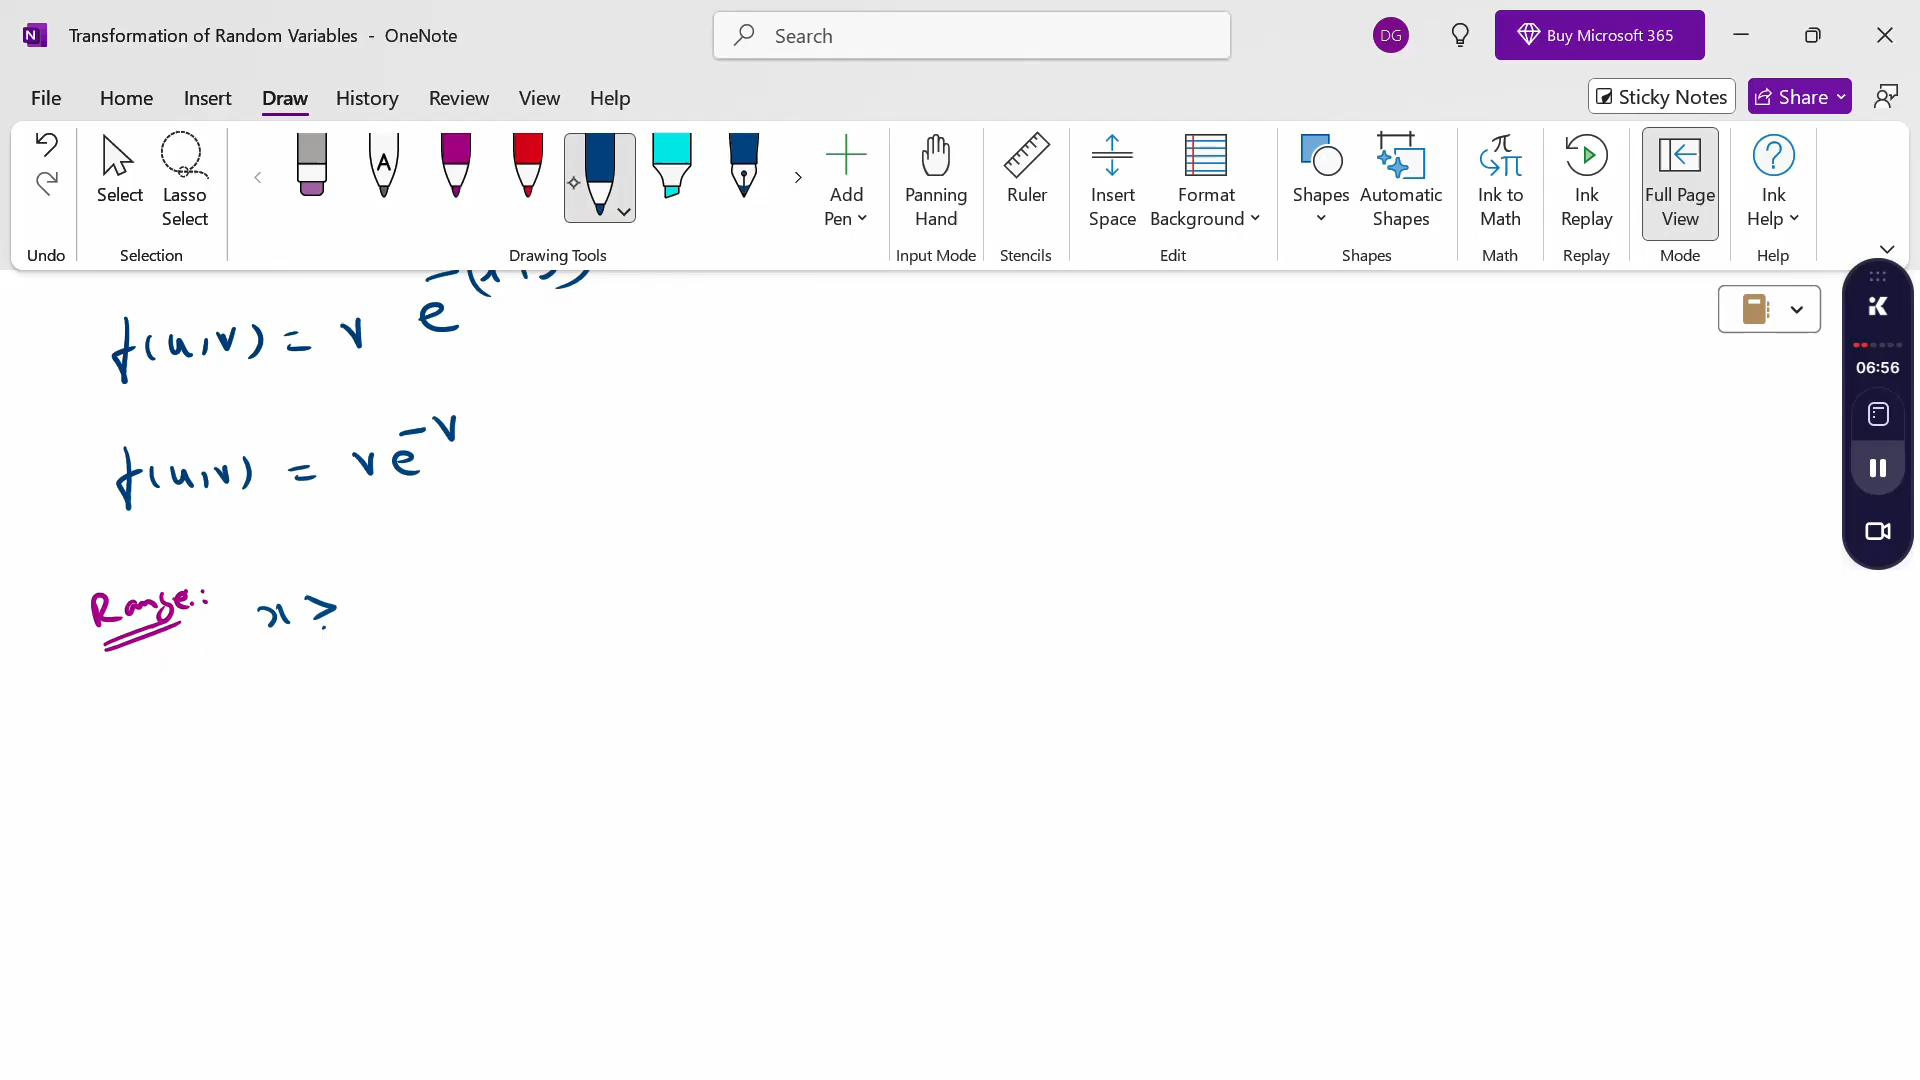 Transformation of Random Variables - OneNote
Search
DG
Buy Microsoft 365
File Home Insert Draw History Review View Help
Sticky Notes
Share
Select
Lasso Select
A
Add Pen
Panning Hand
Ruler
Insert Space
Format Background
Shapes
Automatic Shapes
Ink to Math
Ink Replay
Full Page View
Ink Help
Undo
Selection
Drawing Tools
Input Mode
Stencils
Edit
Shapes
Math
Replay
Mode
Help
06:56
f(u,v) = v e^-(x+y)
f(u,v) = v e^-v
Range: x ≥